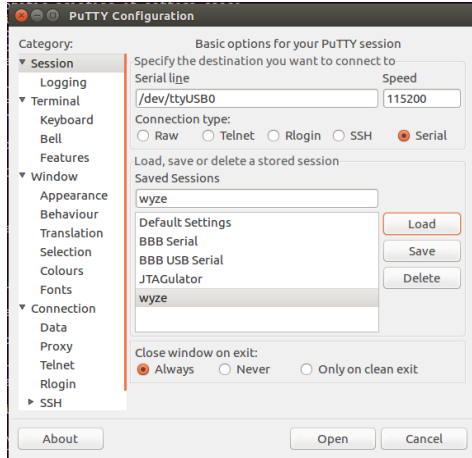 PuTTY Configuration
Category:
Basic options for your PuTTY session
Session
Logging
Terminal
Keyboard
Bell
Features
Window
Appearance
Behaviour
Translation
Selection
Colours
Fonts
Connection
Data
Proxy
Telnet
Rlogin
SSH
Specify the destination you want to connect to
Serial line Speed
/dev/ttyUSB0 115200
Connection type:
Raw Telnet Rlogin SSH Serial
Load, save or delete a stored session
Saved Sessions
wyze
Default Settings
BBB Serial
BBB USB Serial
JTAGulator
wyze
Load
Save
Delete
Close window on exit:
Always Never Only on clean exit
About Open Cancel